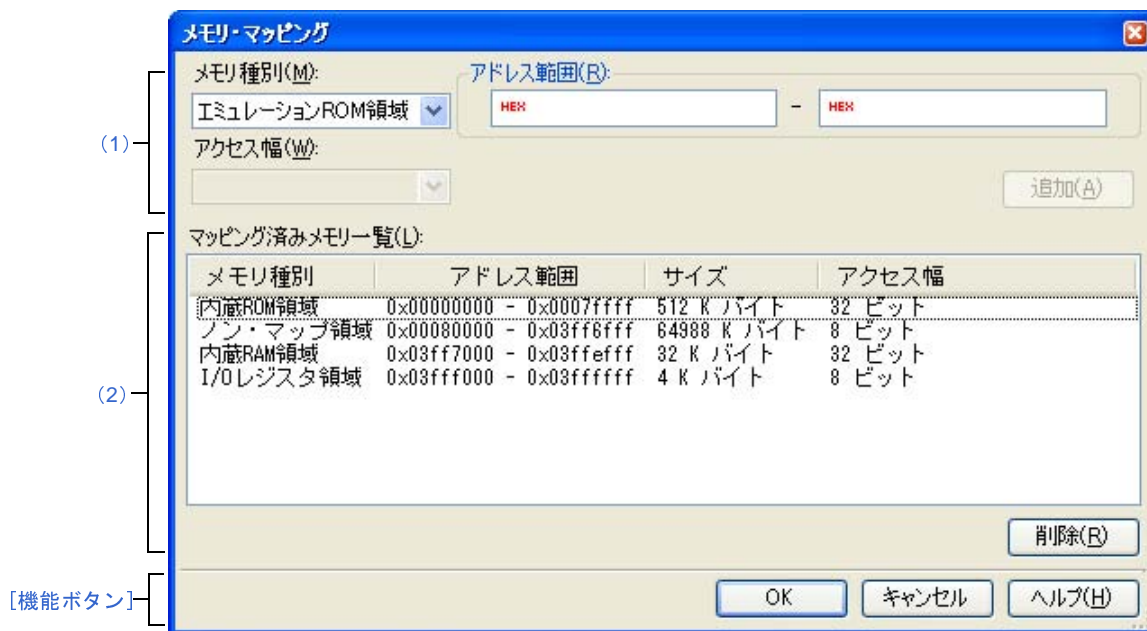 メモリ・マッピング
メモリ種別(M):
アドレス範囲(R):
エミュレーションROM領域
HEX - HEX
(1)
アクセス幅(W):
追加(A)
マッピング済みメモリ一覧(L):
メモリ種別 アドレス範囲 サイズ アクセス幅
内蔵ROM領域 0x00000000 - 0x0007ffff 512 K バイト 32 ビット
ノン・マップ領域 0x00080000 - 0x03ff6fff 64988 K バイト 8 ビット
内蔵RAM領域 0x03ff7000 - 0x03ffefff 32 K バイト 32 ビット
I/Oレジスタ領域 0x03fff000 - 0x03ffffff 4 K バイト 8 ビット
(2)
削除(R)
[機能ボタン]
OK キャンセル ヘルプ(H)